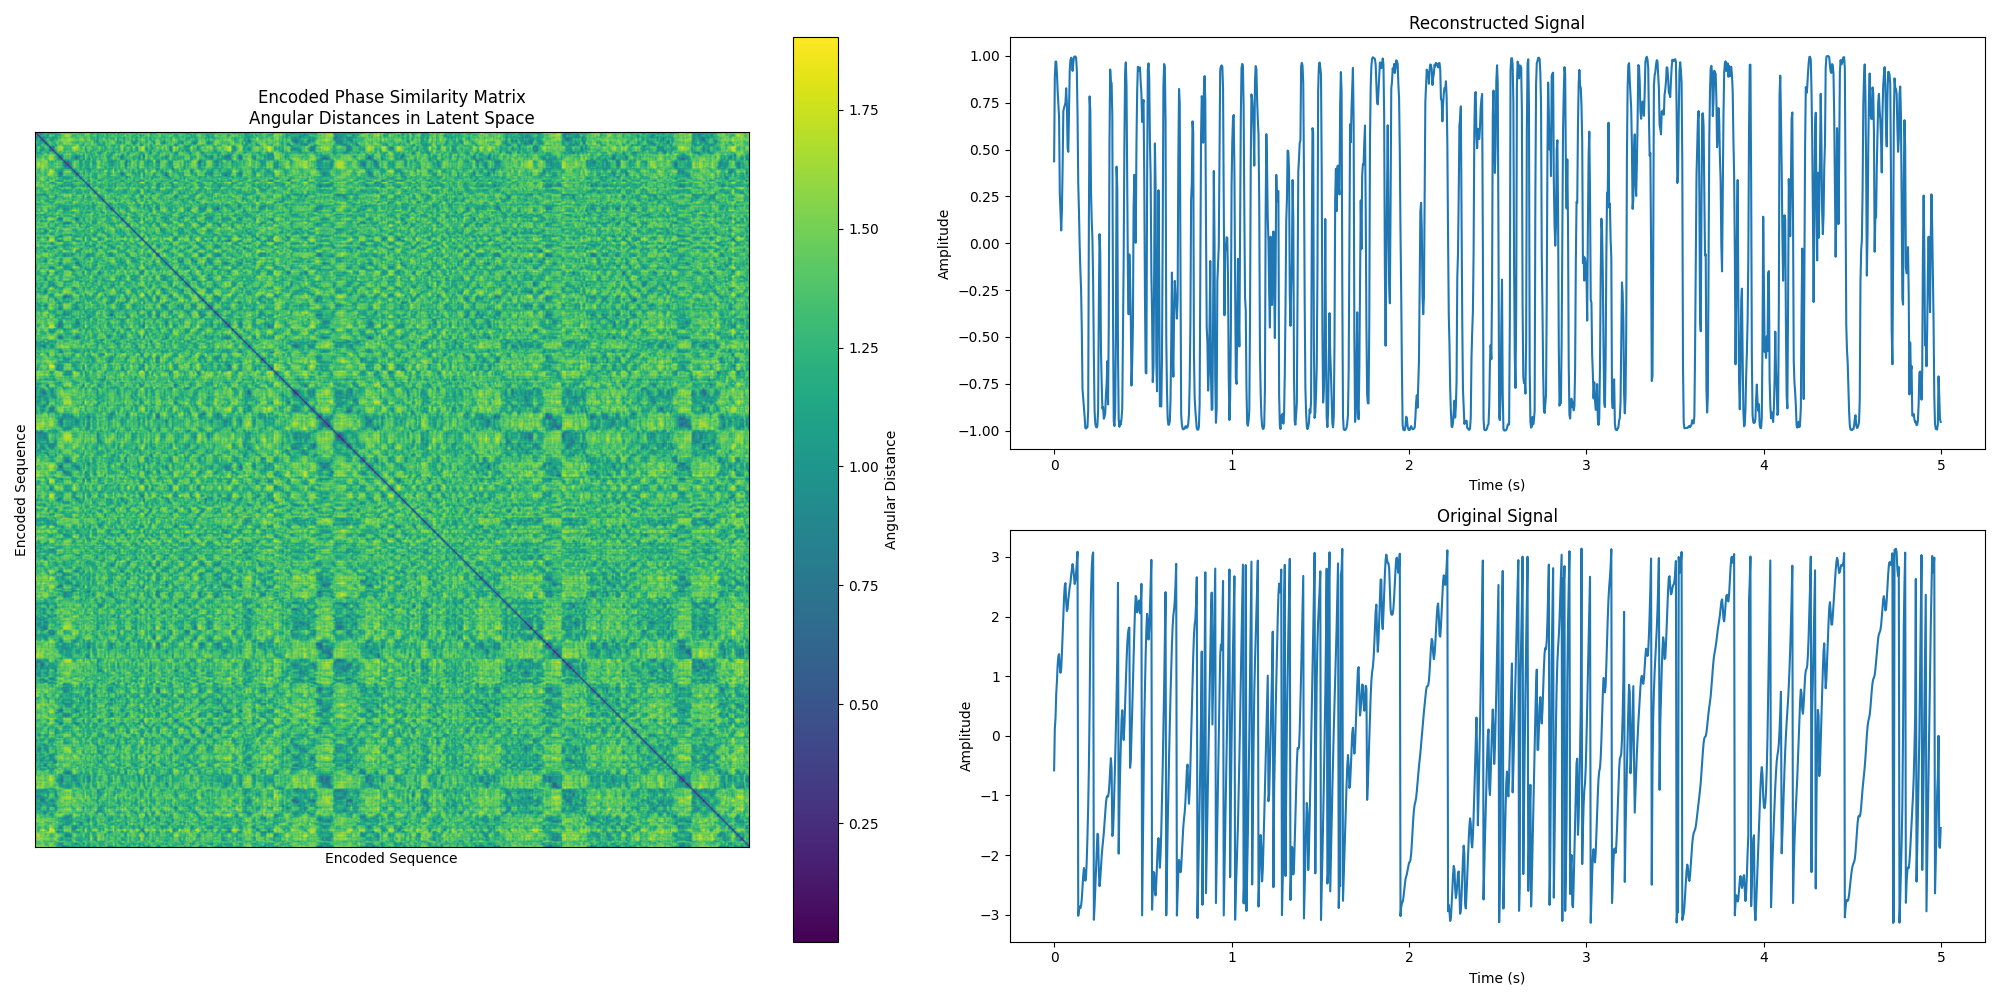 Encoded Phase Similarity Matrix
Angular Distances in Latent Space
Encoded Sequence
Encoded Sequence
1.75
1.50
1.25
1.00
0.75
0.50
0.25
Angular Distance
Reconstructed Signal
Amplitude
1.00
0.75
0.50
0.25
0.00
−0.25
−0.50
−0.75
−1.00
0 1 2 3 4 5
Time (s)
Original Signal
Amplitude
3
2
1
0
−1
−2
−3
0 1 2 3 4 5
Time (s)